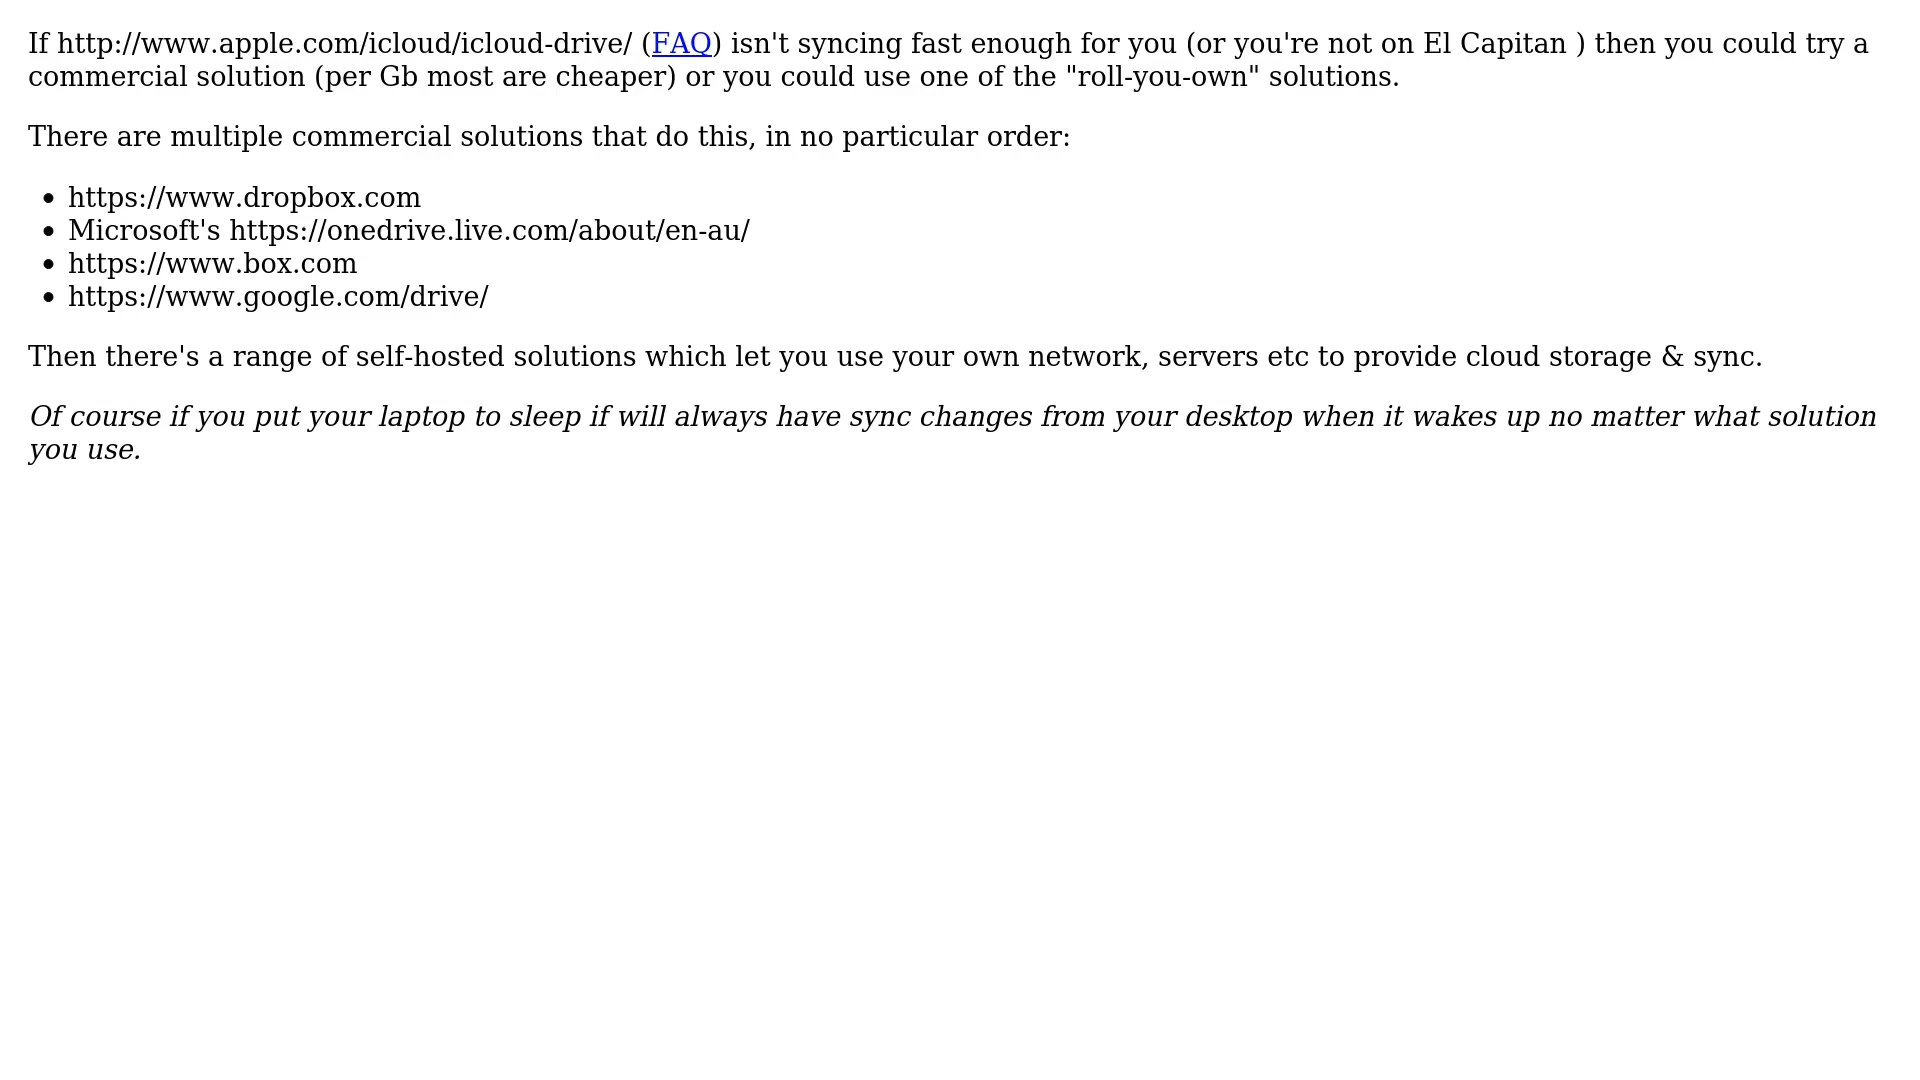 If http://www.apple.com/icloud/icloud-drive/ (FAQ) isn't syncing fast enough for you (or you're not on El Capitan ) then you could try a
commercial solution (per Gb most are cheaper) or you could use one of the "roll-you-own" solutions.
There are multiple commercial solutions that do this, in no particular order:
• https://www.dropbox.com
• Microsoft's https://onedrive.live.com/about/en-au/
• https://www.box.com
• https://www.google.com/drive/
Then there's a range of self-hosted solutions which let you use your own network, servers etc to provide cloud storage & sync.
Of course if you put your laptop to sleep if will always have sync changes from your desktop when it wakes up no matter what solution
you use.